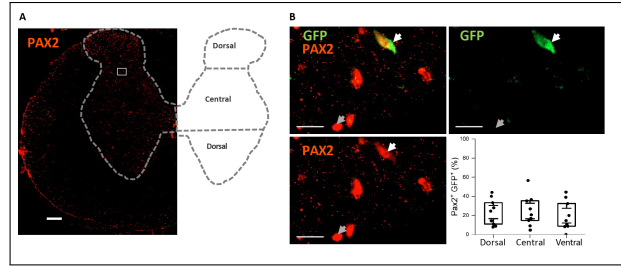 A
PAX2
Dorsal
Central
Dorsal
B
GFP
PAX2
GFP
PAX2
Pax2+ GFP+ (%)
100
80
60
40
20
0
Dorsal
Central
Ventral